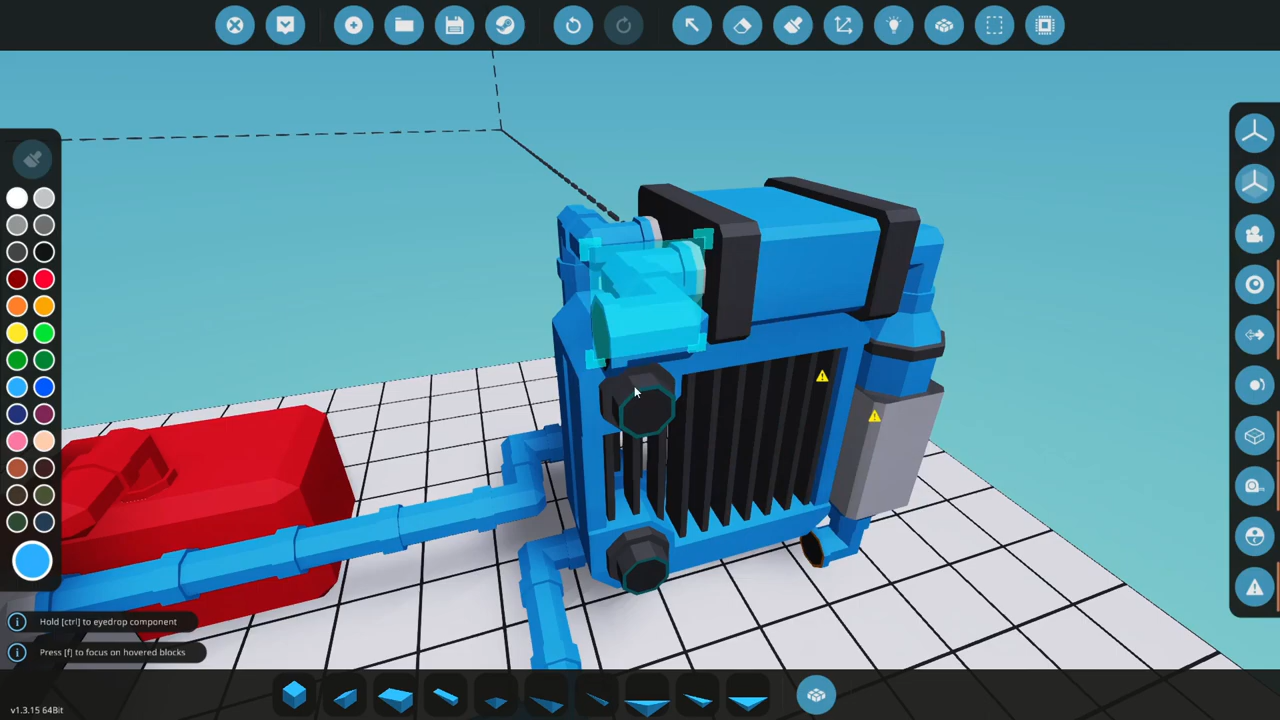 Hold [ctrl] to eyedrop component
Press [f] to focus on hovered blocks
v1.3.15 64Bit